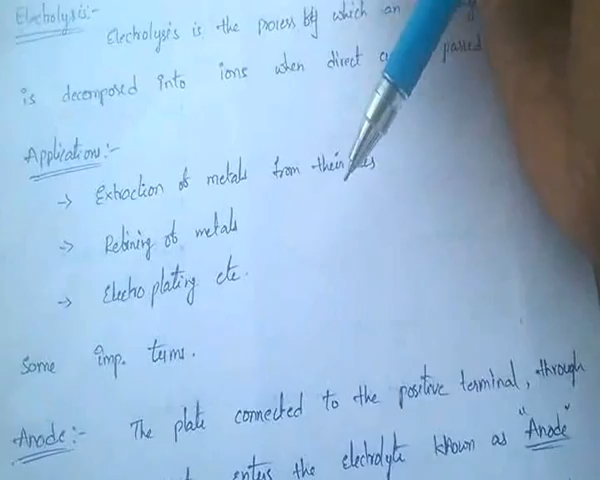 Electrolysis:-
Electrolysis is the process by which an
is decomposed into ions when direct passed
Applications:-
→ Extraction of metals from their
→ Refining of metals
→ Electroplating etc.
Some imp. terms.
Anode:- The plate connected to the positive terminal, through
enters the electrolyte known as "Anode"